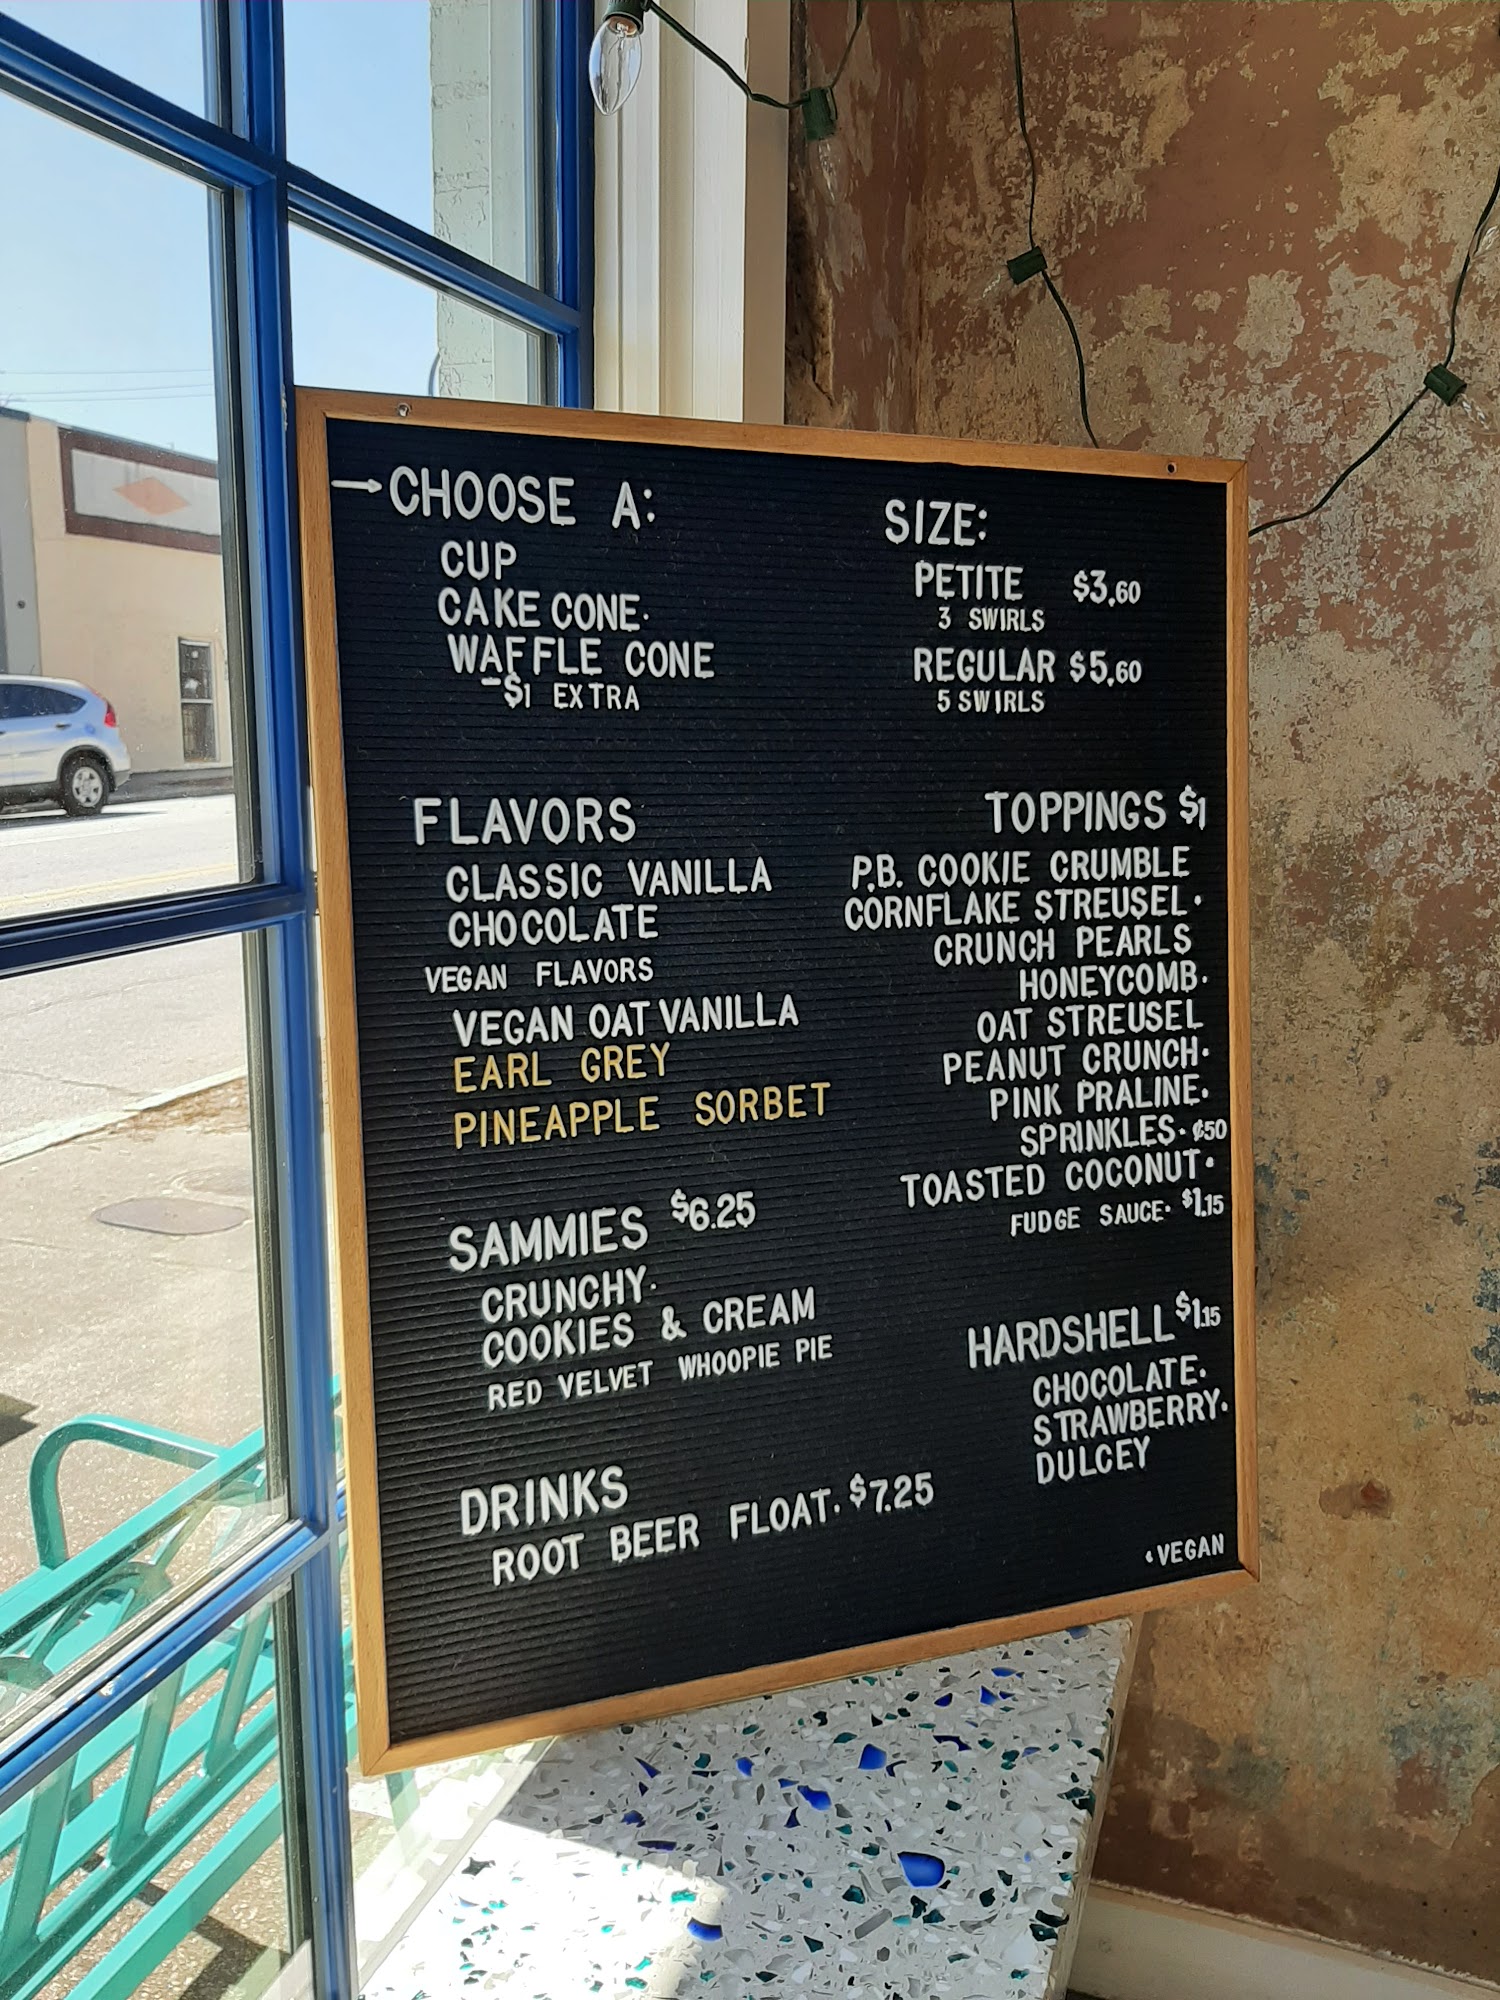 →CHOOSE A:
CUP
CAKE CONE.
WAFFLE CONE
-$1 EXTRA
SIZE:
PETITE $3.60
3 SWIRLS
REGULAR $5.60
5 SWIRLS
FLAVORS
CLASSIC VANILLA
CHOCOLATE
VEGAN FLAVORS
VEGAN OAT VANILLA
EARL GREY
PINEAPPLE SORBET
SAMMIES $6.25
CRUNCHY.
COOKIES & CREAM
RED VELVET WHOOPIE PIE
DRINKS
ROOT BEER FLOAT. $7.25
TOPPINGS $1
P.B. COOKIE CRUMBLE
CORNFLAKE STREUSEL.
CRUNCH PEARLS
HONEYCOMB.
OAT STREUSEL
PEANUT CRUNCH.
PINK PRALINE.
SPRINKLES. ¢50
TOASTED COCONUT.
FUDGE SAUCE. $1.15
HARDSHELL $1.15
CHOCOLATE.
STRAWBERRY.
DULCEY
• VEGAN